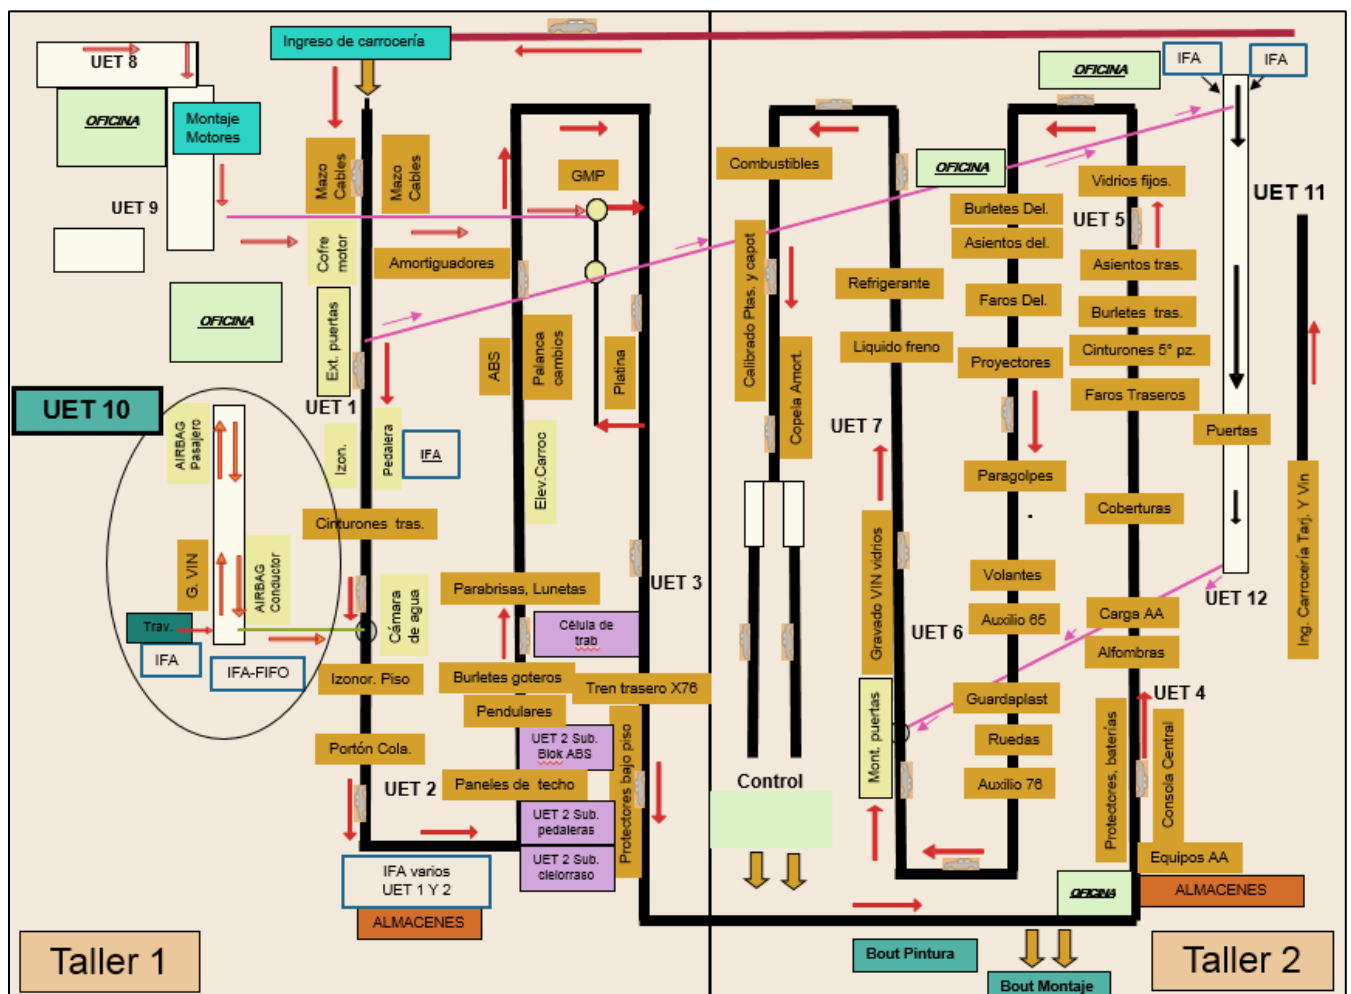 Ingreso de carrocería
UET 8
OFICINA
Montaje
Motores
UET 9
OFICINA
Mazo
Cables
Mazo
Cables
Cofre
motor
Amortiguadores
GMP
Ext. puertas
UET 1
ABS
Palanca
cambios
Platina
Izon.
Pedalera
IFA
Elev.Carroc
UET 10
AIRBAG
Pasajero
G. VIN
AIRBAG
Conductor
Trav.
IFA
IFA-FIFO
Cinturones tras.
Cámara
de agua
Izonor. Piso
Portón Cola.
UET 2
Parabrisas, Lunetas
Célula de
trab
UET 3
Burletes goteros
Tren trasero X76
Pendulares
UET 2 Sub.
Blok ABS
Paneles de techo
UET 2 Sub.
pedaleras
UET 2 Sub.
cielorraso
Protectores bajo piso
IFA varios
UET 1 Y 2
ALMACENES
Taller 1
OFICINA
IFA
IFA
Combustibles
OFICINA
Vidrios fijos.
UET 11
Burletes Del.
UET 5
Asientos del.
Asientos tras.
Calibrado Ptas. y capot
Refrigerante
Faros Del.
Burletes tras.
Copela Amort.
Liquido freno
Proyectores
Cinturones 5° pz.
Faros Traseros
UET 7
Puertas
Paragolpes
Coberturas
Ing. Carrocería Tarj. Y Vin
Gravado VIN vidrios
Volantes
UET 12
UET 6
Auxilio 65
Carga AA
Alfombras
Mont. puertas
Guardaplast
UET 4
Ruedas
Auxilio 76
Protectores, baterías
Consola Central
Control
Equipos AA
OFICINA
ALMACENES
Bout Pintura
Bout Montaje
Taller 2